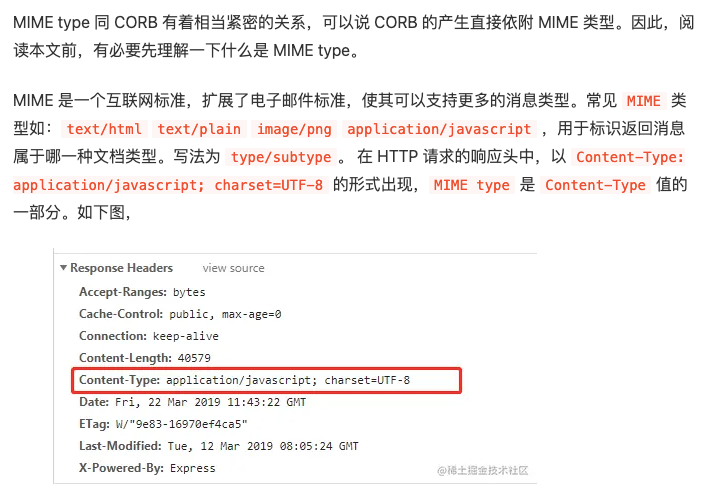 MIME type 同 CORB 有着相当紧密的关系，可以说 CORB 的产生直接依附 MIME 类型。因此，阅
读本文前，有必要先理解一下什么是 MIME type。
MIME 是一个互联网标准，扩展了电子邮件标准，使其可以支持更多的消息类型。常见 MIME 类
型如： text/html text/plain image/png application/javascript ，用于标识返回消息
属于哪一种文档类型。写法为 type/subtype 。 在 HTTP 请求的响应头中，以 Content-Type:
application/javascript; charset=UTF-8 的形式出现， MIME type 是 Content-Type 值的
一部分。如下图，
▼Response Headers view source
Accept-Ranges: bytes
Cache-Control: public, max-age=0
Connection: keep-alive
Content-Length: 40579
Content-Type: application/javascript; charset=UTF-8
Date: Fri, 22 Mar 2019 11:43:22 GMT
ETag: W/"9e83-16970ef4ca5"
Last-Modified: Tue, 12 Mar 2019 08:05:24 GMT
X-Powered-By: Express
@稀土掘金技术社区